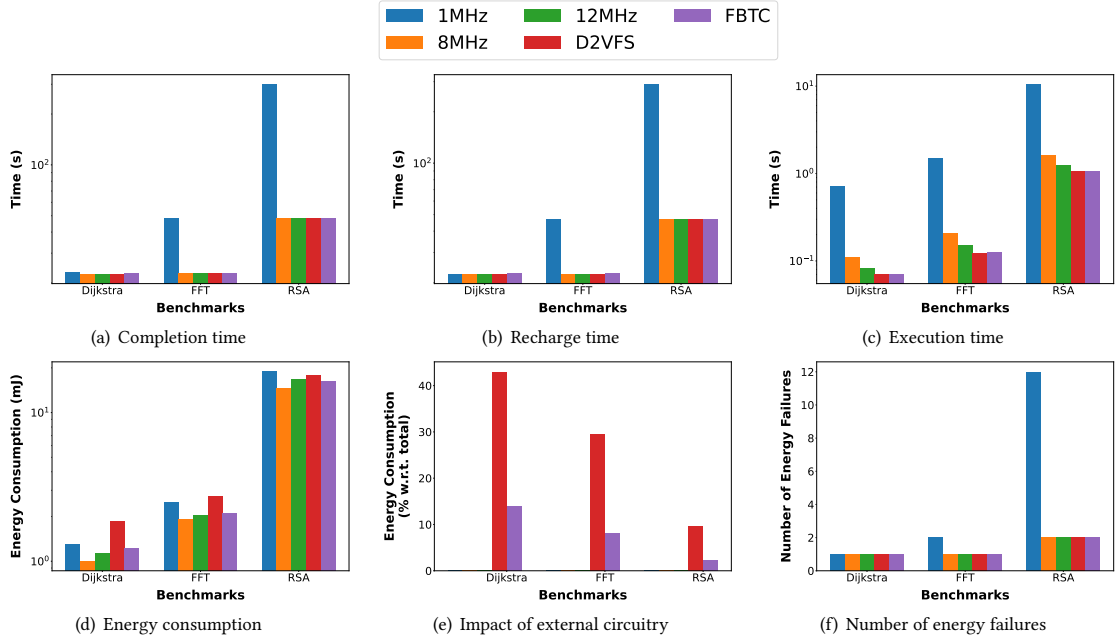 1MHz 12MHz FBTC
8MHz D2VFS
Time (s)
10²
Dijkstra FFT RSA
Benchmarks
(a) Completion time
Time (s)
10²
Dijkstra FFT RSA
Benchmarks
(b) Recharge time
Time (s)
10¹
10⁰
10⁻¹
Dijkstra FFT RSA
Benchmarks
(c) Execution time
Energy Consumption (mJ)
10¹
10⁰
Dijkstra FFT RSA
Benchmarks
(d) Energy consumption
Energy Consumption
(% w.r.t. total)
40
30
20
10
0
Dijkstra FFT RSA
Benchmarks
(e) Impact of external circuitry
Number of Energy Failures
12
10
8
6
4
2
0
Dijkstra FFT RSA
Benchmarks
(f) Number of energy failures